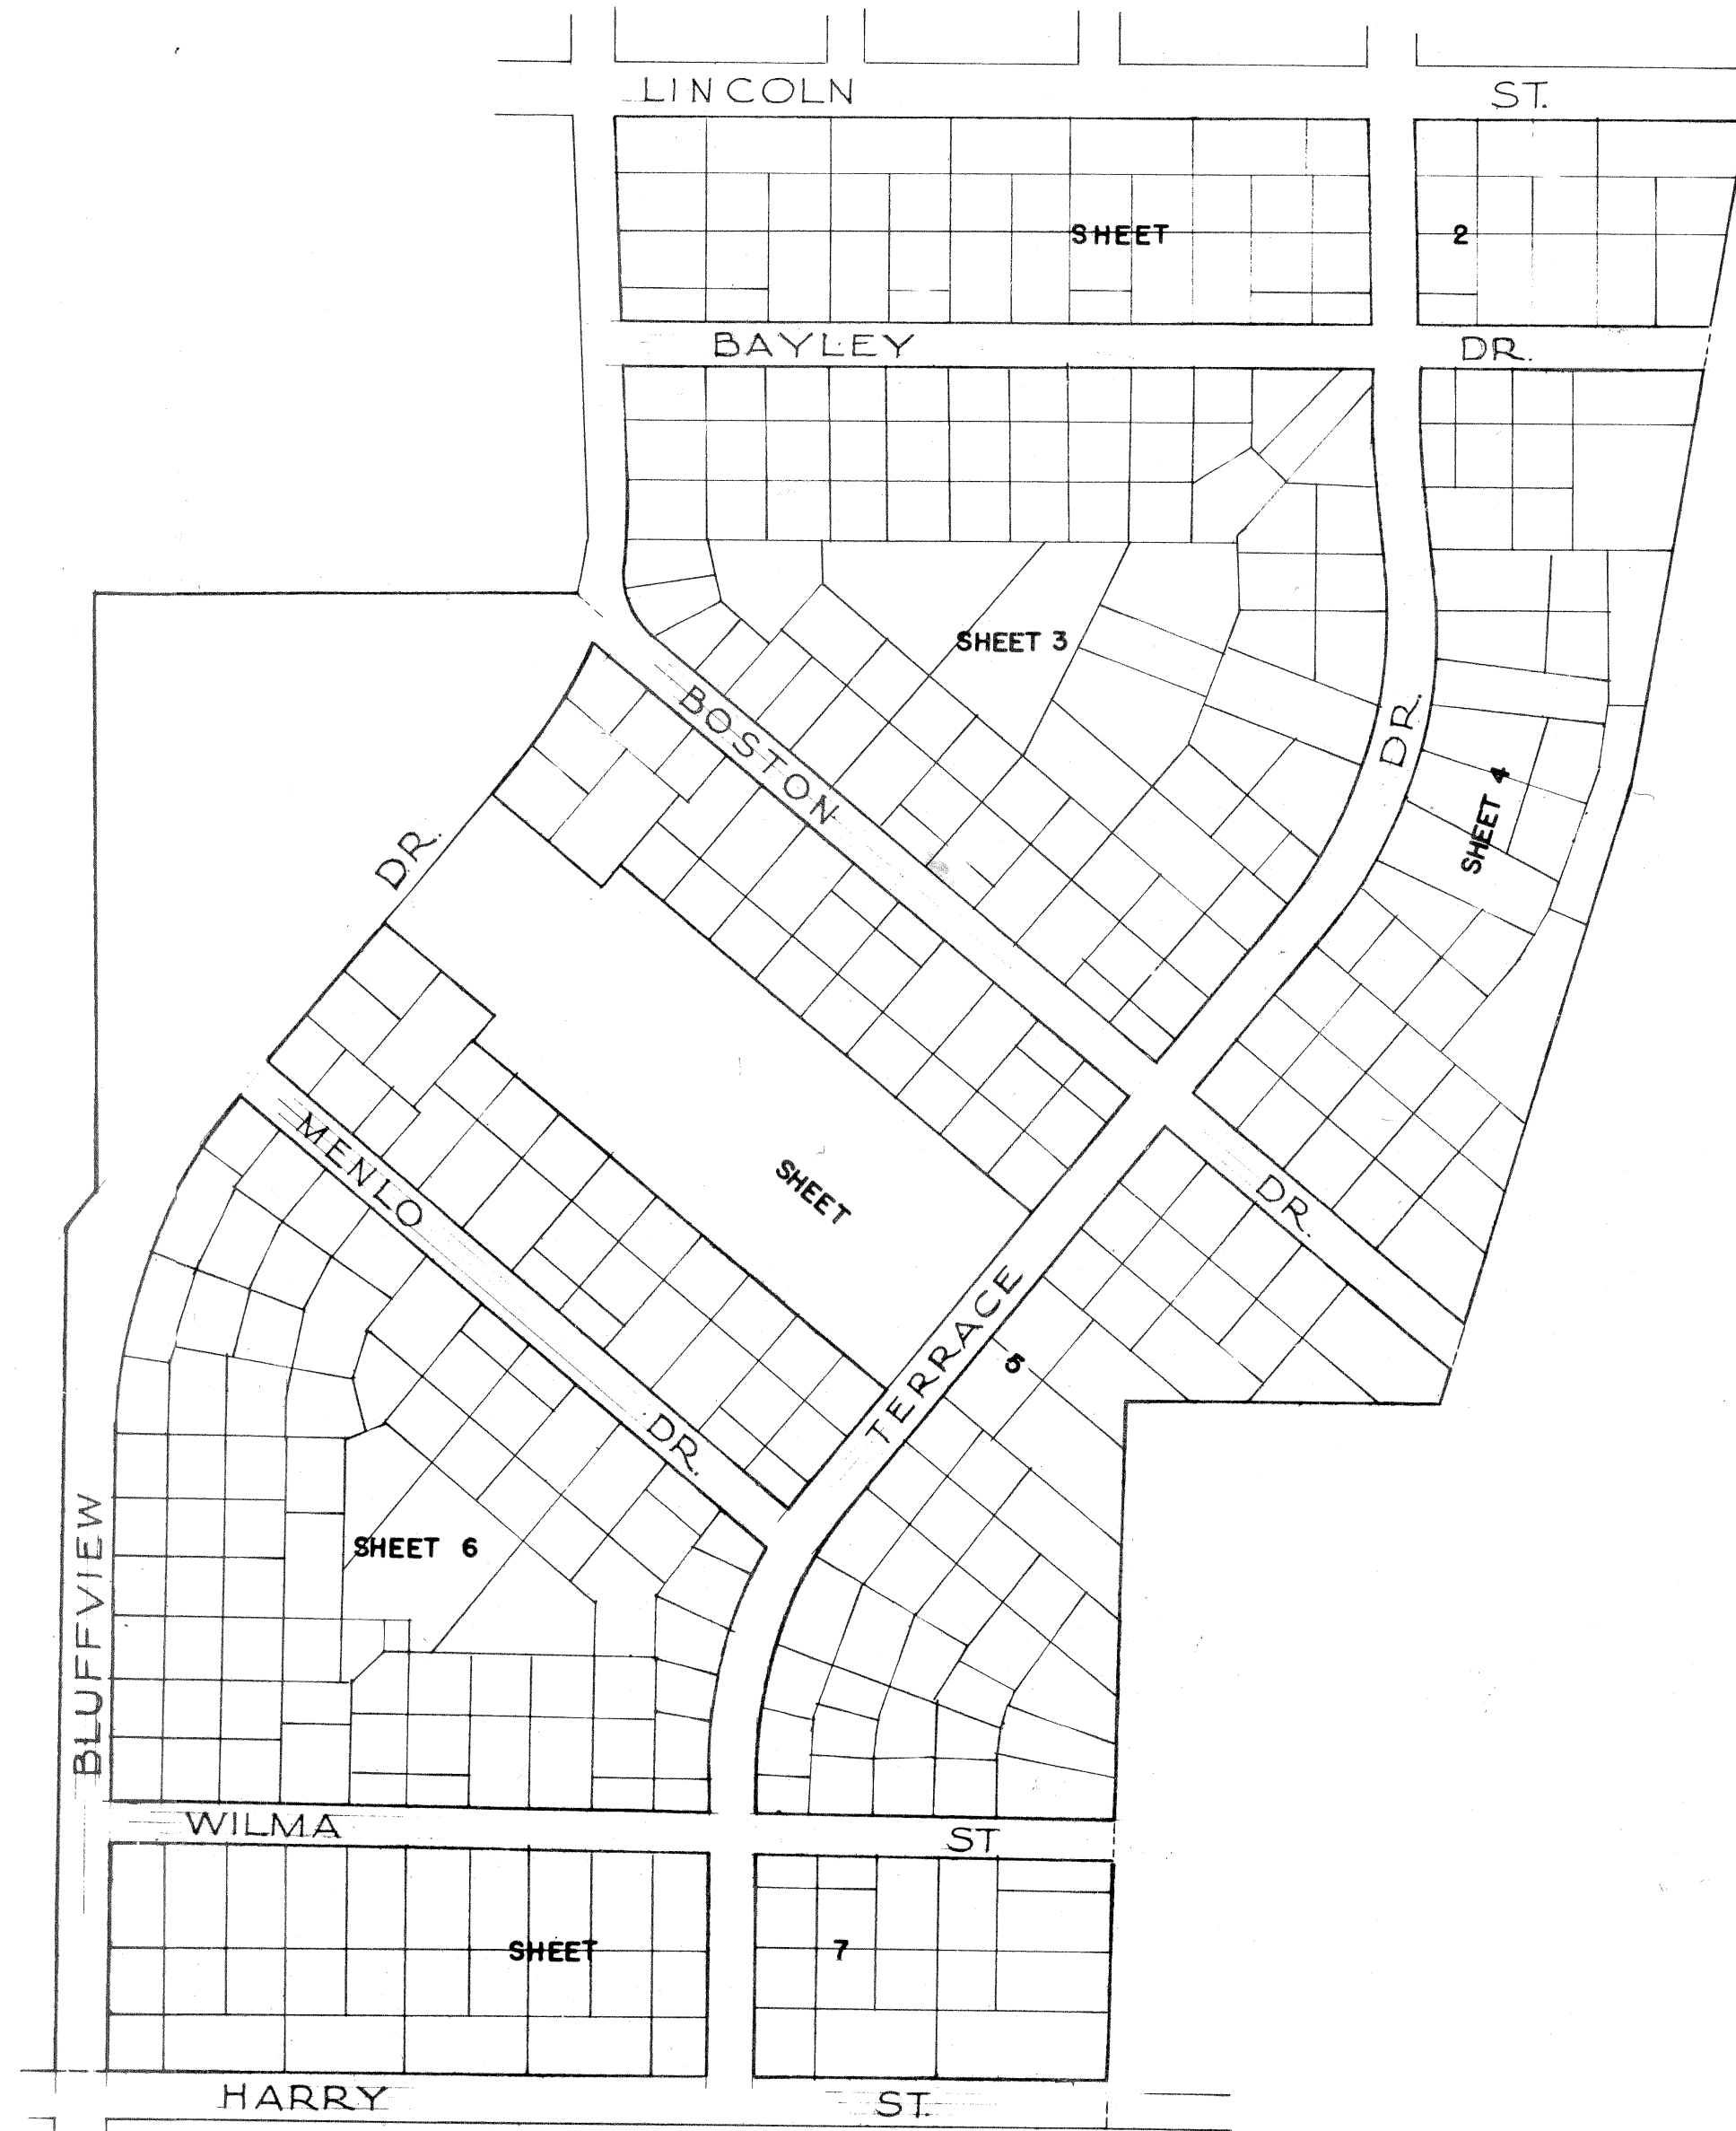 LINCOLN ST.
SHEET 2
BAYLEY DR.
SHEET 3
BOSTON DR.
DR.
SHEET 4
DR.
SHEET 5
MENLO DR.
TERRACE
SHEET 6
BLUFFVIEW
WILMA ST
SHEET 7
HARRY ST.